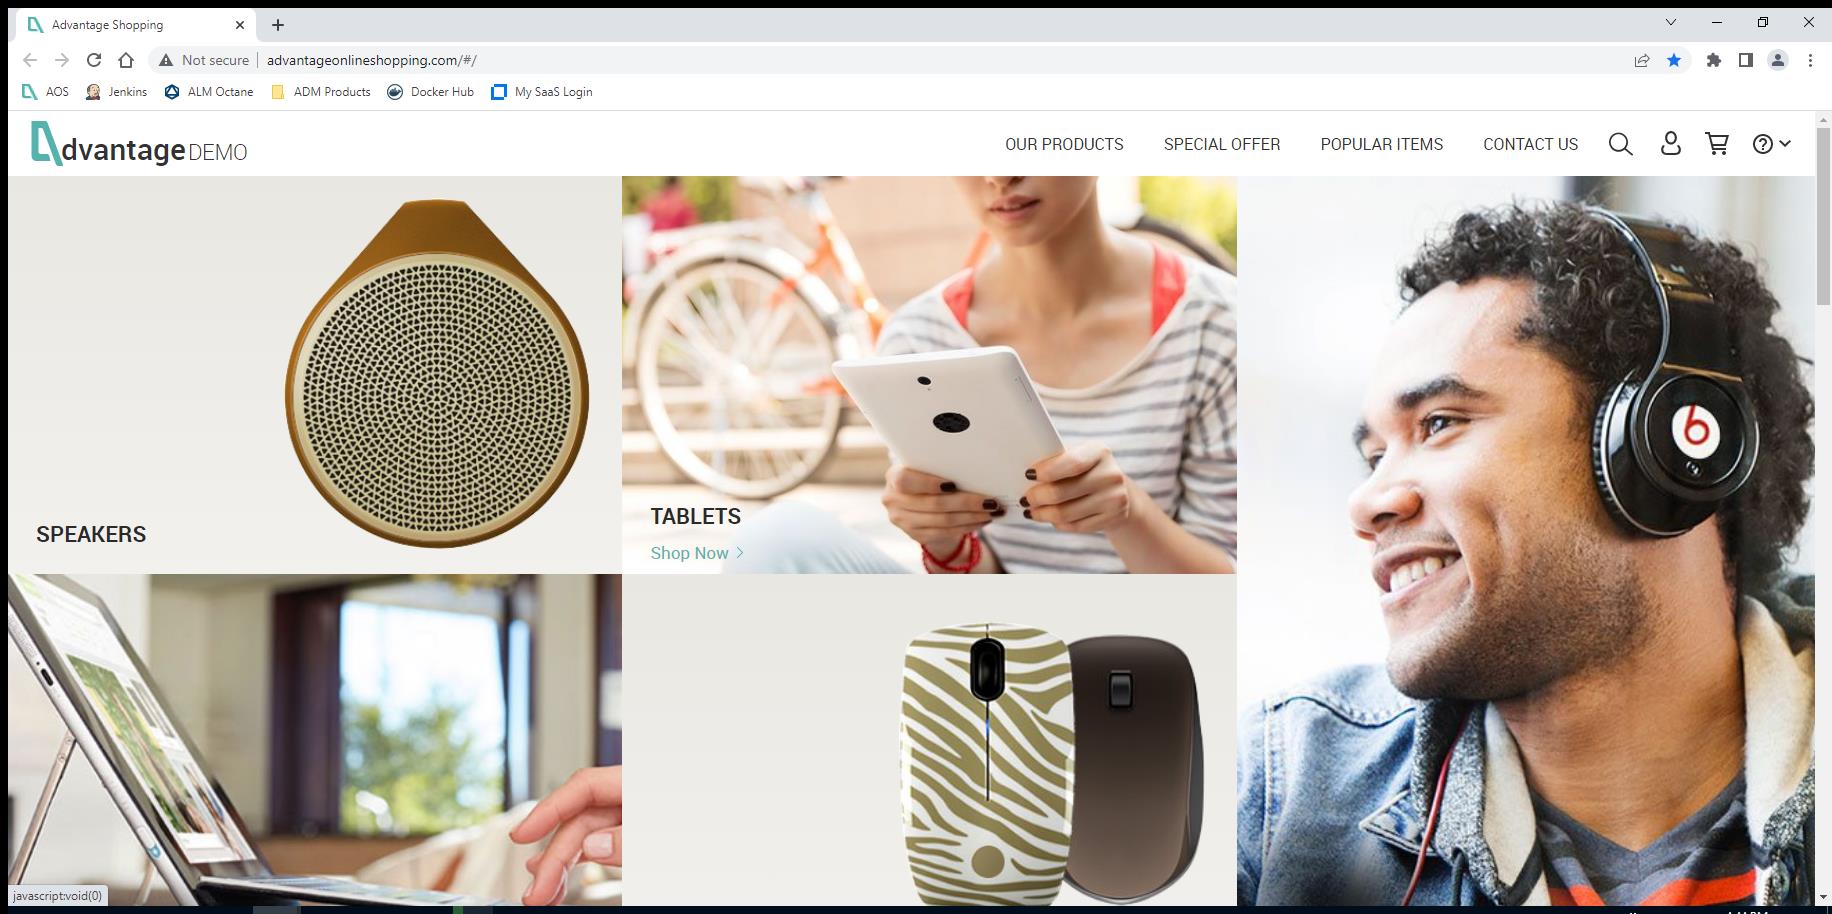 Advantage Shopping
Not secure
advantageonlineshopping.com/#/
AOS
Jenkins
ALM Octane
ADM Products
Docker Hub
My SaaS Login
dvantage DEMO
OUR PRODUCTS
SPECIAL OFFER
POPULAR ITEMS
CONTACT US
SPEAKERS
TABLETS
Shop Now
b
javascript:void(0)